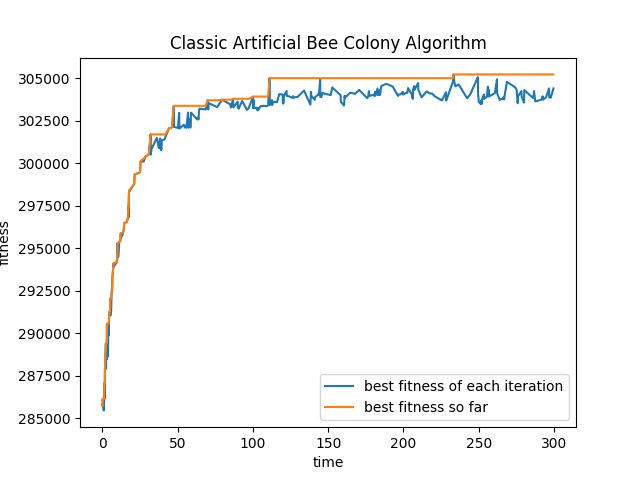 Classic Artificial Bee Colony Algorithm
305000
302500
300000
297500
295000
292500
290000
287500
285000
fitness
0 50 100 150 200 250 300
time
best fitness of each iteration
best fitness so far